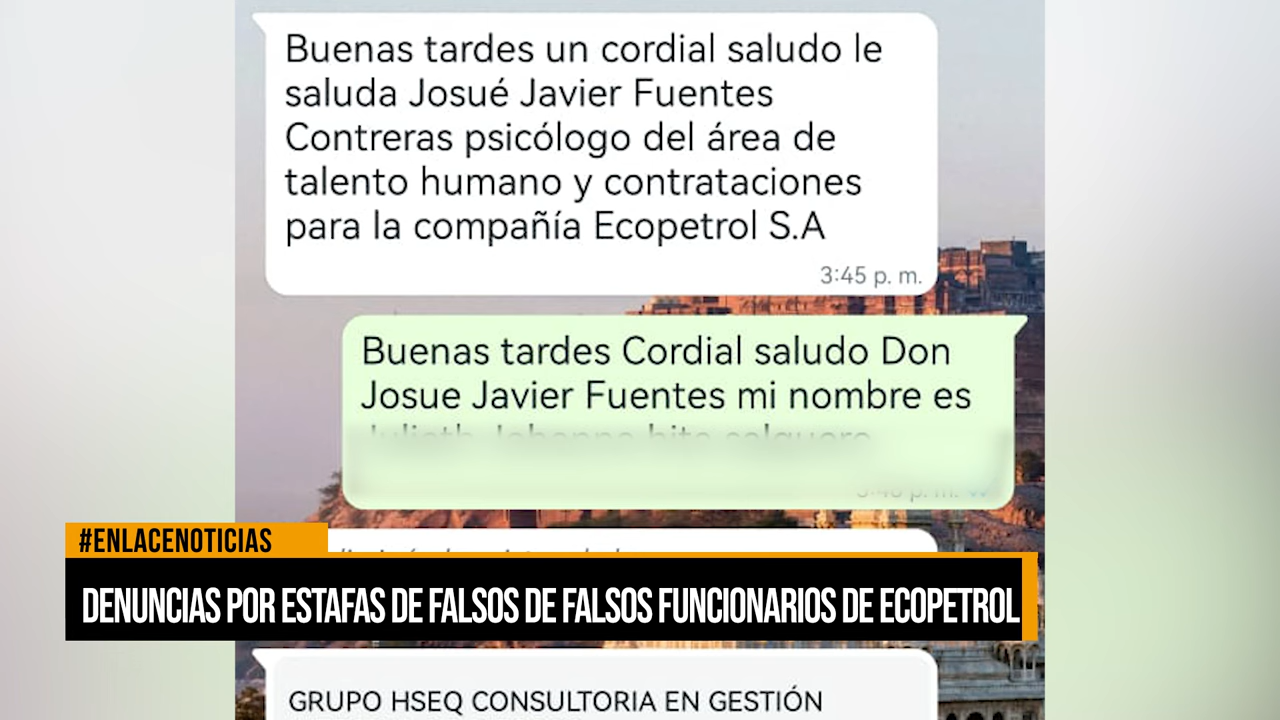 Buenas tardes un cordial saludo le
saluda Josué Javier Fuentes
Contreras psicólogo del área de
talento humano y contrataciones
para la compañía Ecopetrol S.A
3:45 p. m.
Buenas tardes Cordial saludo Don
Josue Javier Fuentes mi nombre es
#ENLACENOTICIAS
DENUNCIAS POR ESTAFAS DE FALSOS DE FALSOS FUNCIONARIOS DE ECOPETROL
GRUPO HSEQ CONSULTORIA EN GESTIÓN